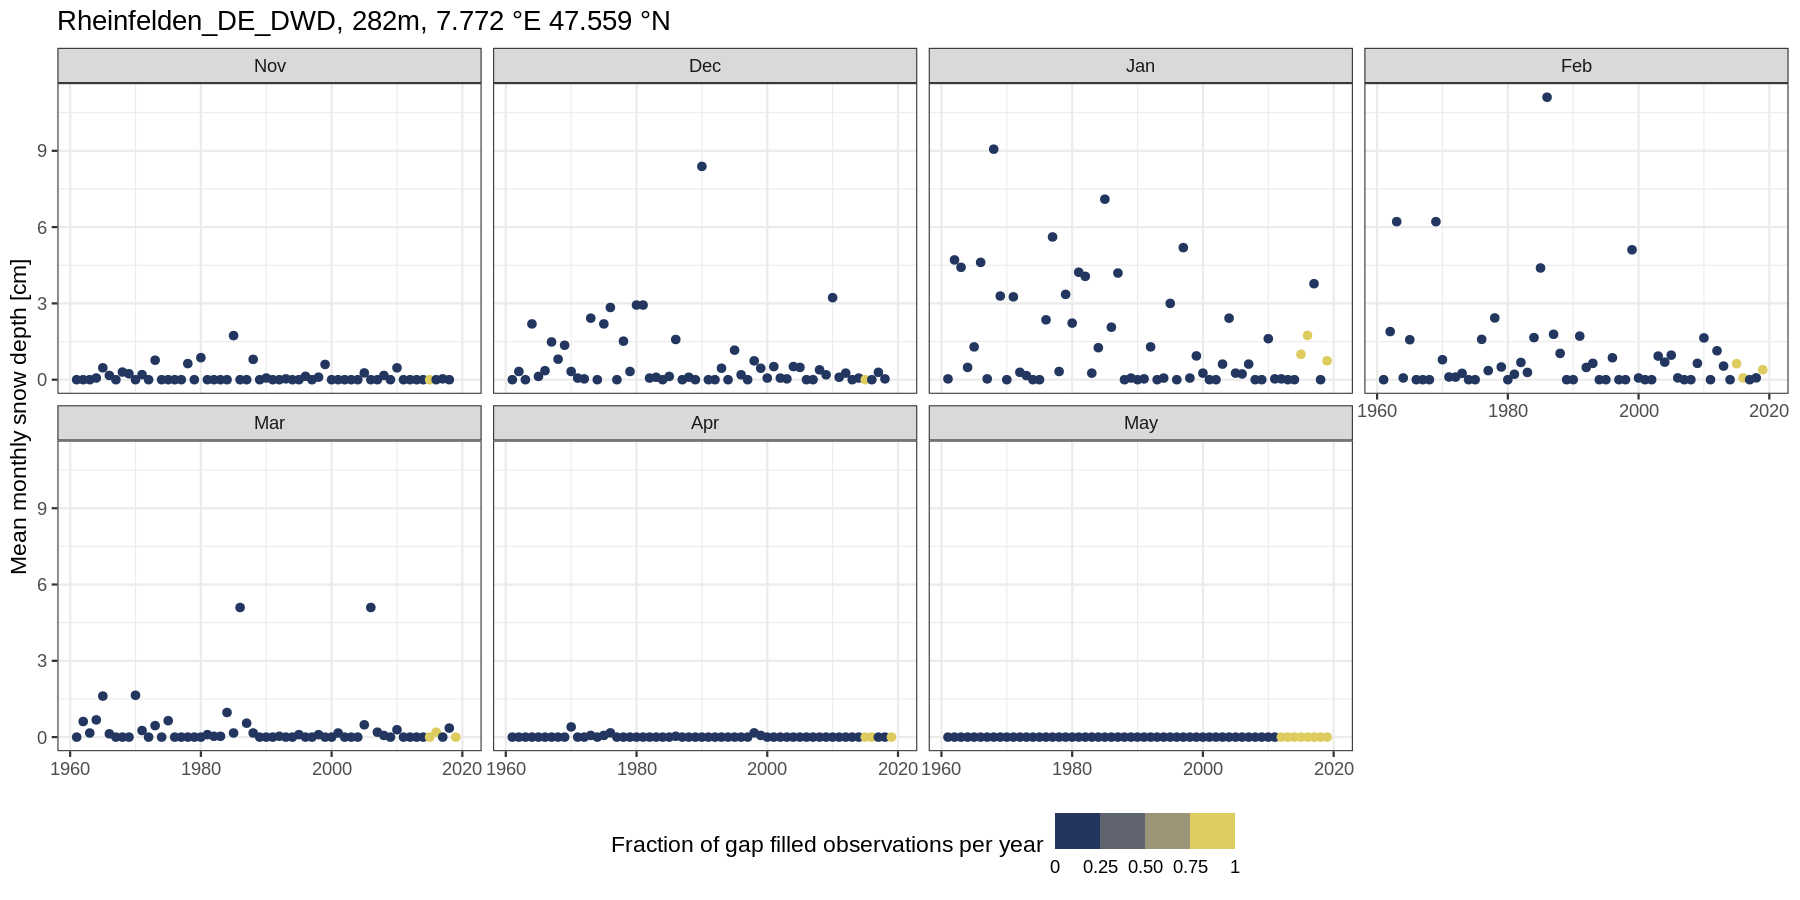 Rheinfelden_DE_DWD, 282m, 7.772 °E 47.559 °N
Nov Dec Jan Feb
9
6
3
0
1960 1980 2000 2020
Mean monthly snow depth [cm]
Mar Apr May
9
6
3
0
1960 1980 2000 2020 1960 1980 2000 2020 1960 1980 2000 2020
Fraction of gap filled observations per year
0 0.25 0.50 0.75 1